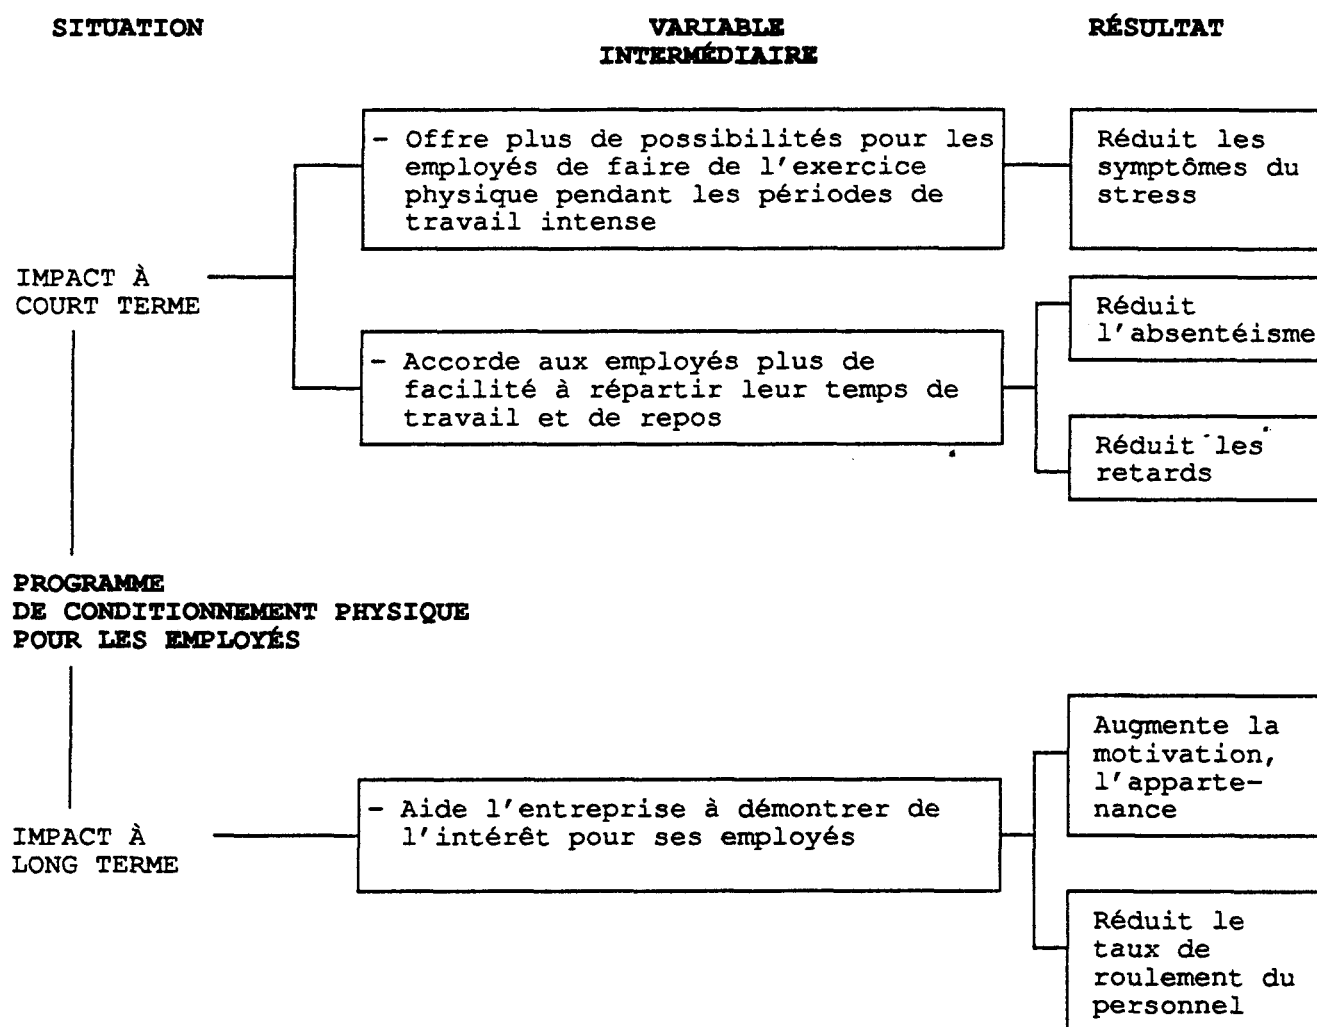 SITUATION
VARIABLE
INTERMÉDIAIRE
RÉSULTAT
- Offre plus de possibilités pour les
employés de faire de l'exercice
physique pendant les périodes de
travail intense
Réduit les
symptômes du
stress
IMPACT À
COURT TERME
- Accorde aux employés plus de
facilité à répartir leur temps de
travail et de repos
Réduit
l'absentéisme
Réduit les
retards
PROGRAMME
DE CONDITIONNEMENT PHYSIQUE
POUR LES EMPLOYÉS
IMPACT À
LONG TERME
- Aide l'entreprise à démontrer de
l'intérêt pour ses employés
Augmente la
motivation,
l'apparte-
nance
Réduit le
taux de
roulement du
personnel